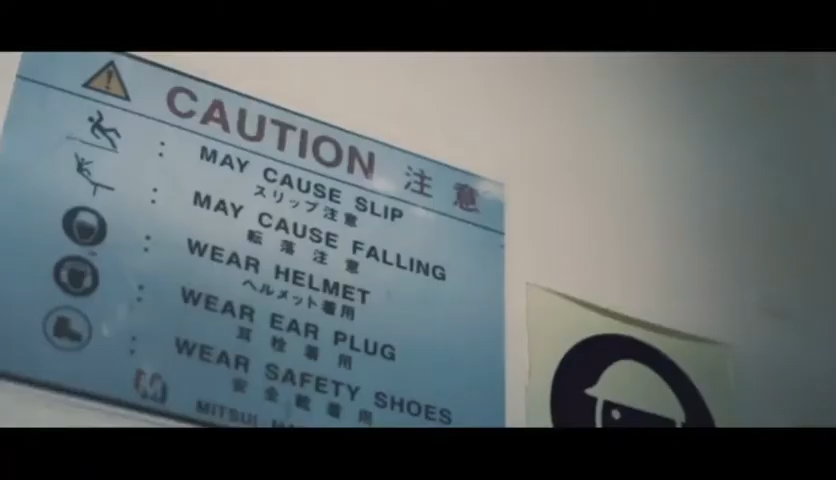 CAUTION 注意
MAY CAUSE SLIP
スリップ注意
MAY CAUSE FALLING
転落注意
WEAR HELMET
ヘルメット着用
WEAR EAR PLUG
耳栓着用
WEAR SAFETY SHOES
安全靴着用
MITSUI